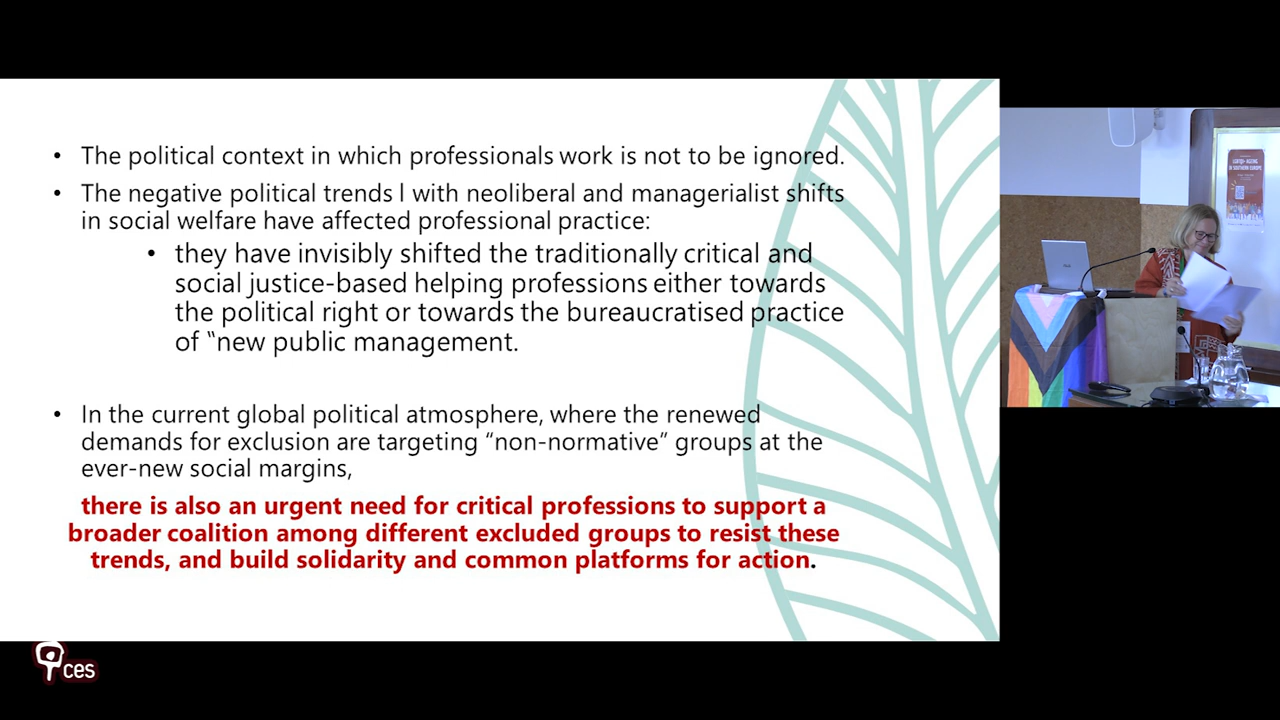 • The political context in which professionals work is not to be ignored.
• The negative political trends l with neoliberal and managerialist shifts
in social welfare have affected professional practice:
• they have invisibly shifted the traditionally critical and
social justice-based helping professions either towards
the political right or towards the bureaucratised practice
of “new public management.
• In the current global political atmosphere, where the renewed
demands for exclusion are targeting “non-normative” groups at the
ever-new social margins,
there is also an urgent need for critical professions to support a
broader coalition among different excluded groups to resist these
trends, and build solidarity and common platforms for action.
LGBTQI+ AGEING
IN SOUTHERN EUROPE
ces